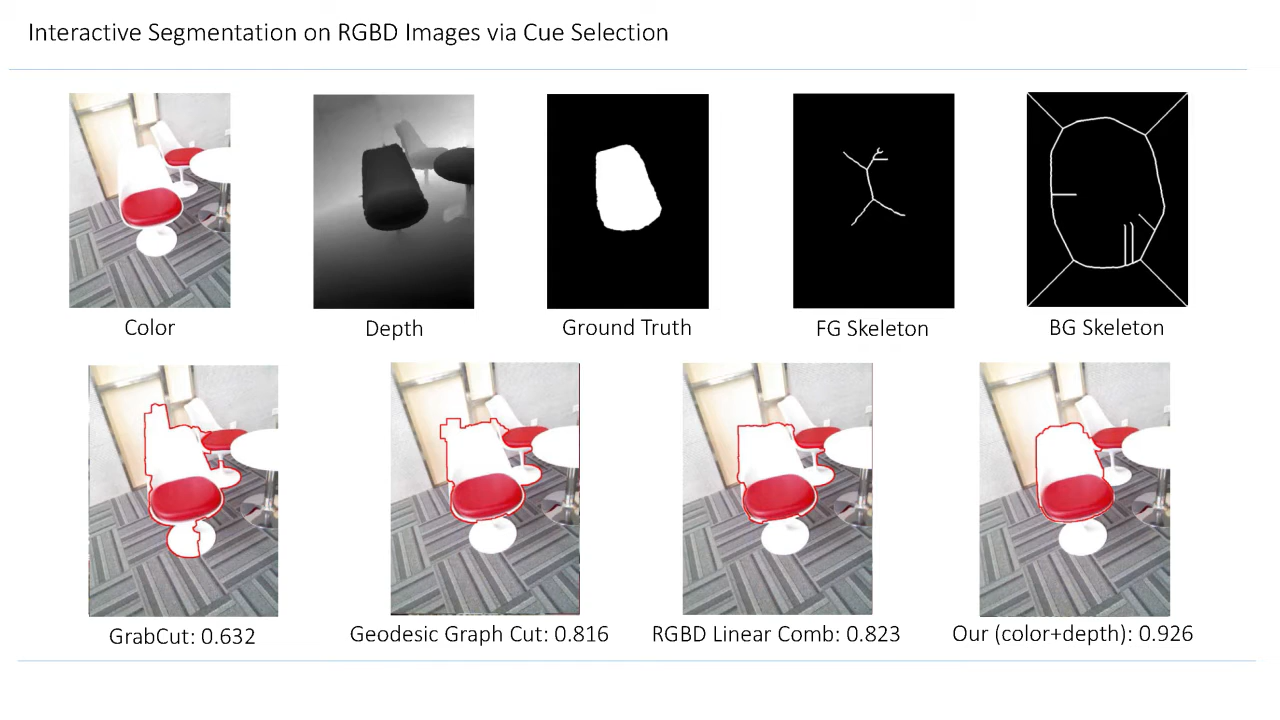 Interactive Segmentation on RGBD Images via Cue Selection
Color
Depth
Ground Truth
FG Skeleton
BG Skeleton
GrabCut: 0.632
Geodesic Graph Cut: 0.816
RGBD Linear Comb: 0.823
Our (color+depth): 0.926